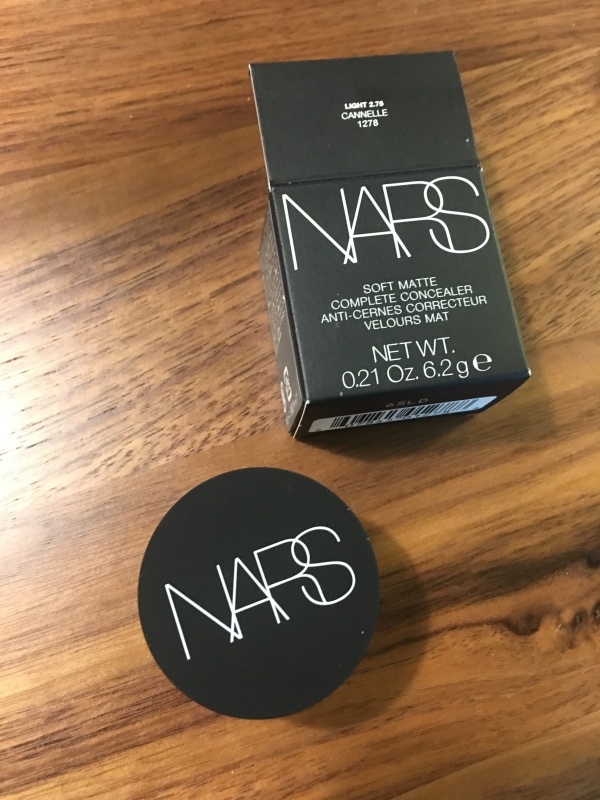 LIGHT 2.75
CANNELLE
1278
NARS
SOFT MATTE
COMPLETE CONCEALER
ANTI-CERNES CORRECTEUR
VELOURS MAT
NET WT.
0.21 Oz. 6.2 g e
6SLD
NARS